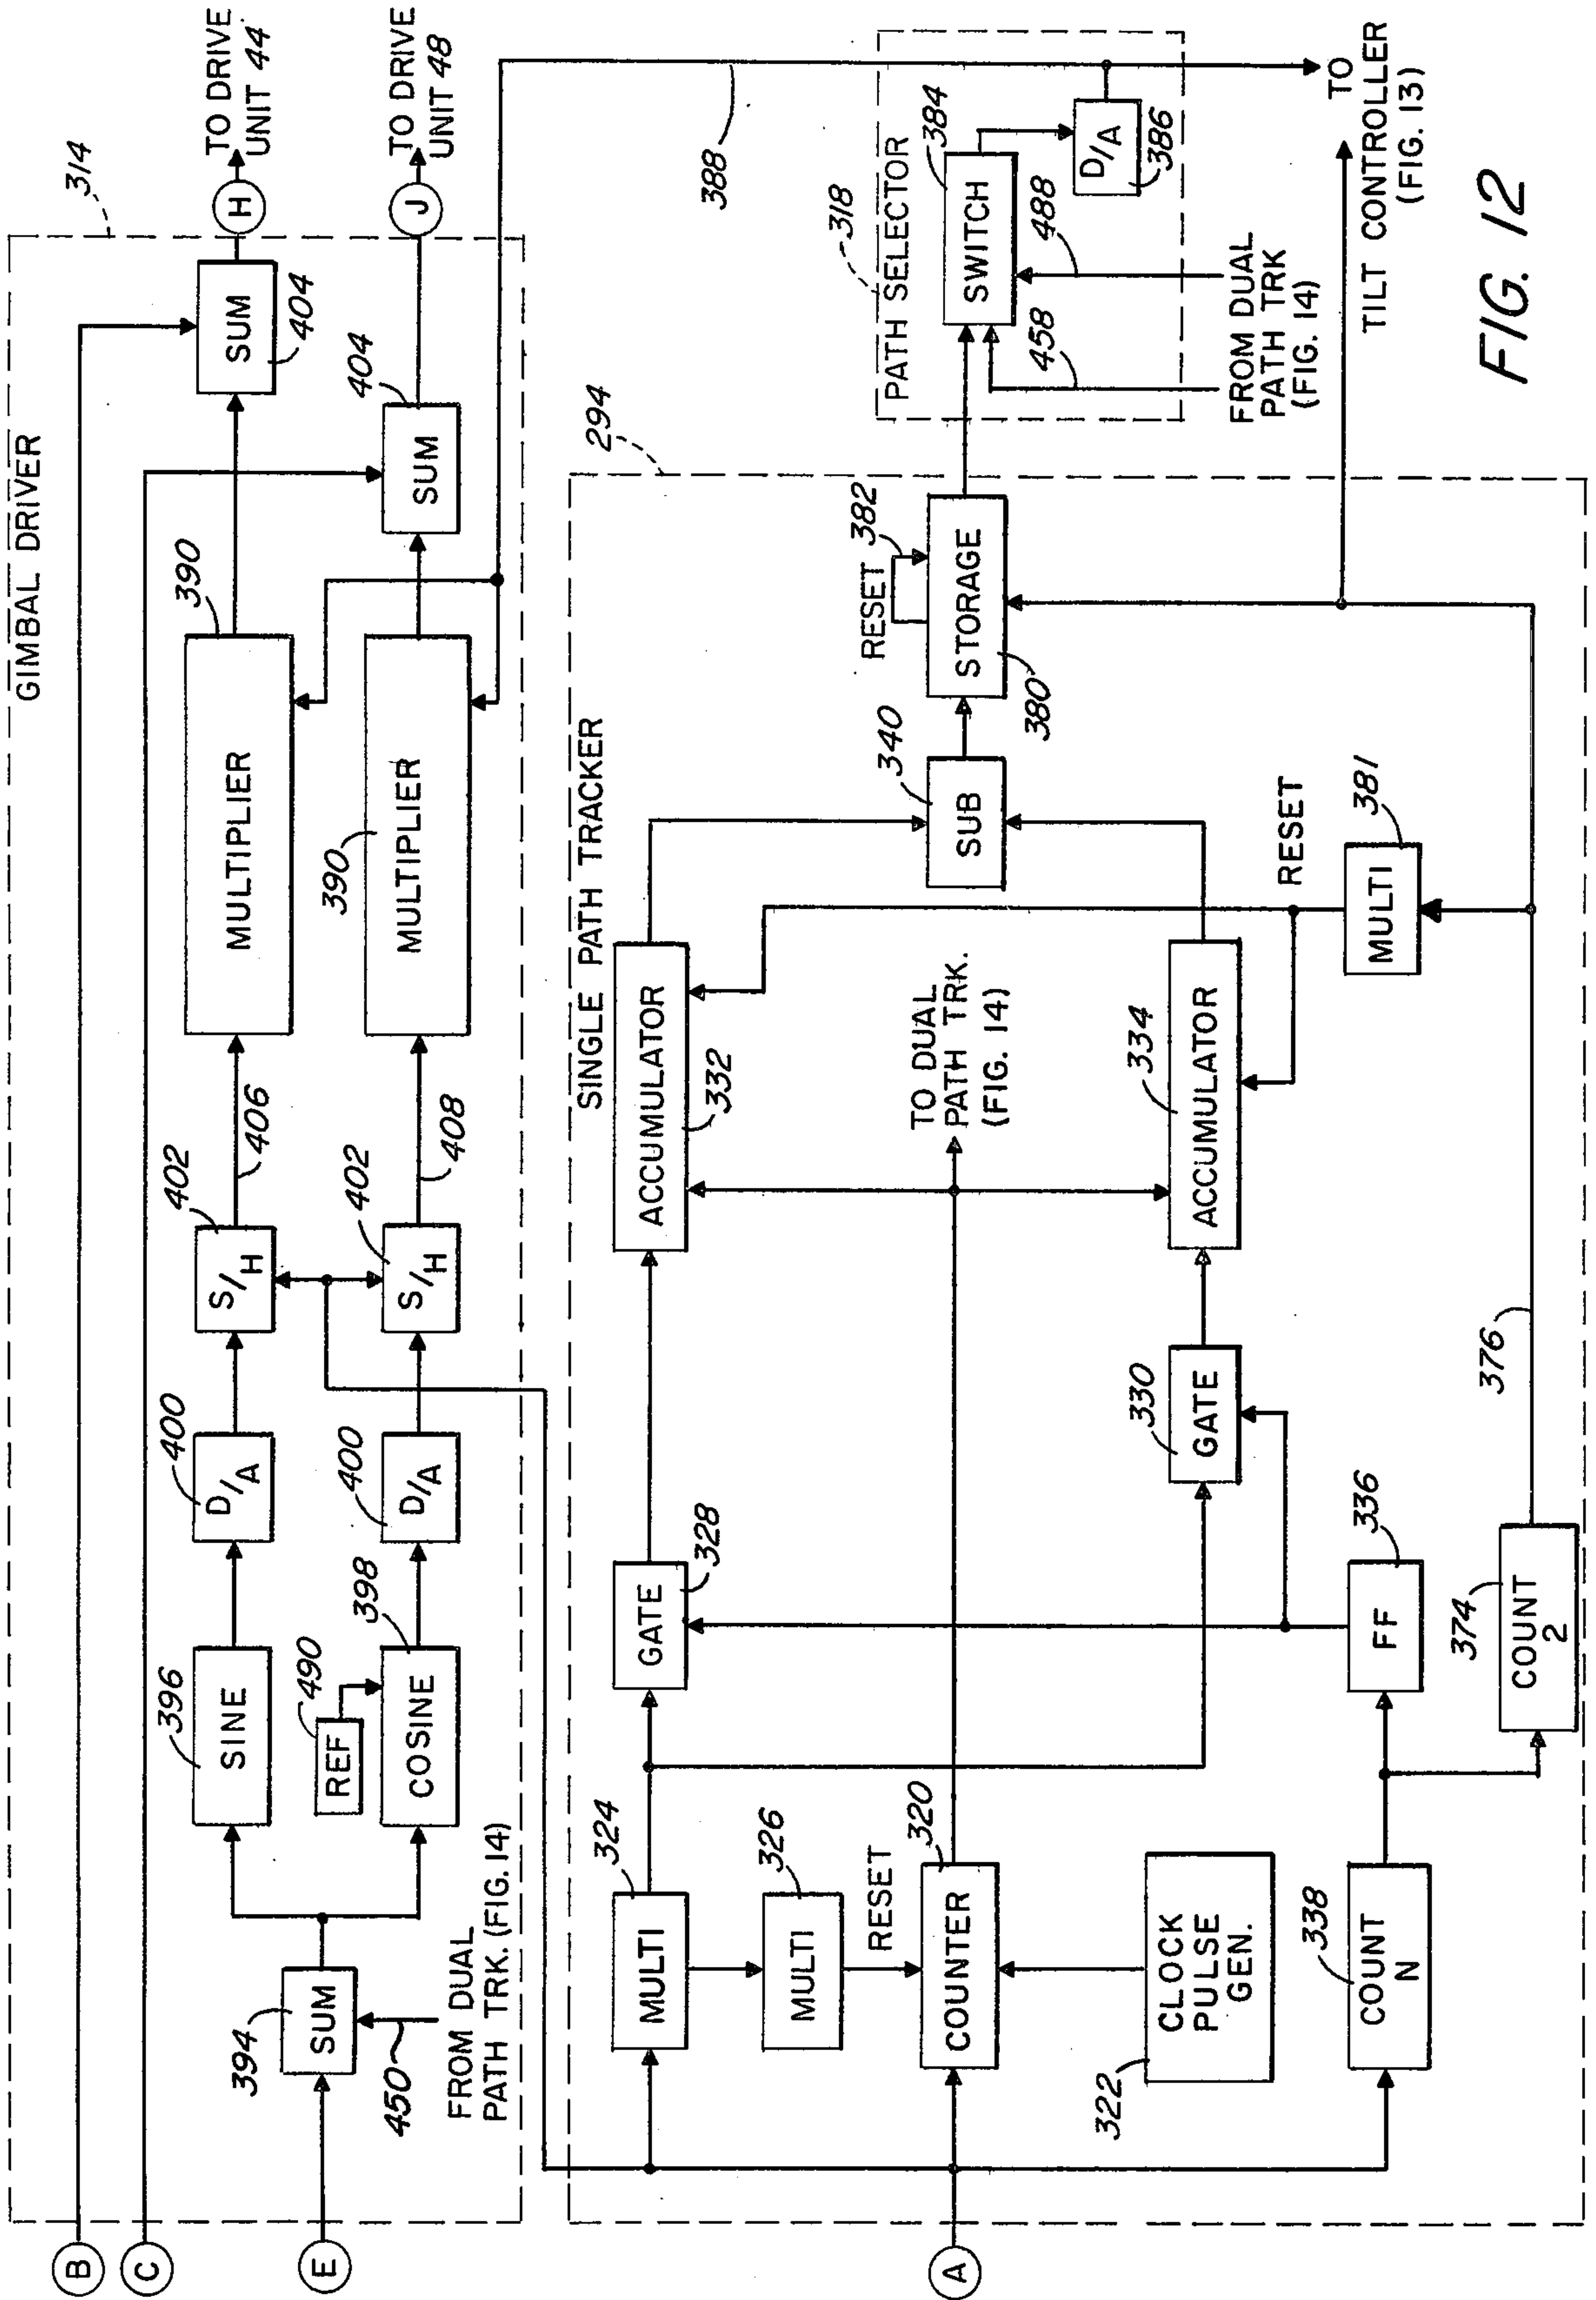 GIMBAL DRIVER
314
B
C
E
394
SUM
450
FROM DUAL
PATH TRK. (FIG. 14)
396
SINE
490
REF
398
COSINE
400
D/A
400
D/A
402
S/H
402
S/H
406
408
390
MULTIPLIER
390
MULTIPLIER
404
SUM
404
SUM
H
TO DRIVE
UNIT 44
J
TO DRIVE
UNIT 48
388
SINGLE PATH TRACKER
294
A
324
MULTI
326
MULTI
RESET
320
COUNTER
322
CLOCK
PULSE
GEN.
338
COUNT
N
328
GATE
330
GATE
336
FF
374
COUNT
2
376
ACCUMULATOR
332
TO DUAL
PATH TRK.
(FIG. 14)
334
ACCUMULATOR
RESET
MULTI
381
340
SUB
RESET
382
STORAGE
380
318
PATH SELECTOR
384
SWITCH
D/A
386
458
488
FROM DUAL
PATH TRK
(FIG. 14)
TO
TILT CONTROLLER
(FIG. 13)
FIG. 12